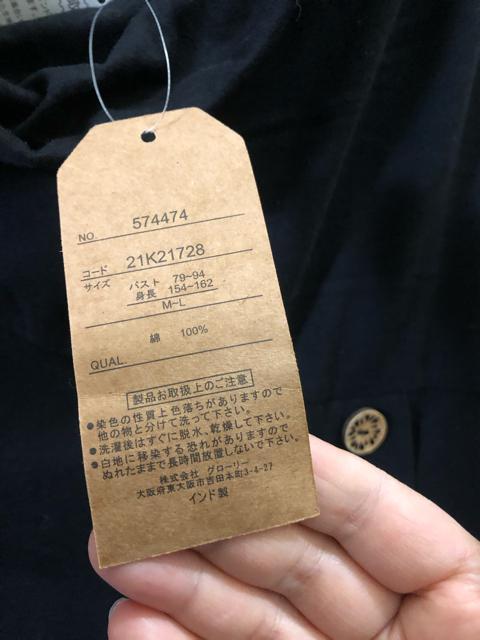 NO. 574474
コード 21K21728
サイズ バスト 79~94
身長 154~162
M~L
綿 100%
QUAL.
製品お取扱上のご注意
●染色の性質上色落ちがありますので
他の物と分けて洗って下さい。
●洗濯後はすぐに脱水、乾燥して下さい。
●白地に移染する恐れがありますので
ぬれたままで長時間放置しないで下さい。
株式会社 グローリー
大阪府東大阪市吉田本町3-4-27
インド製